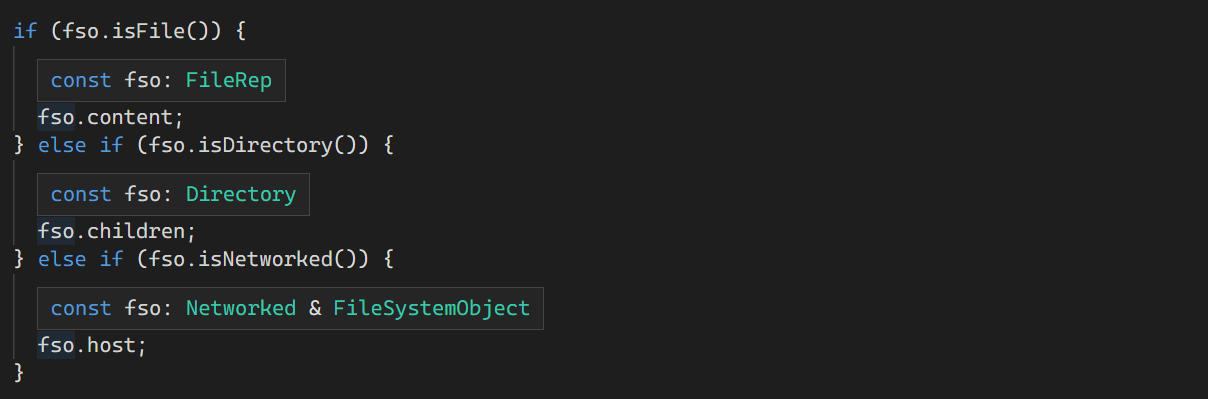 if (fso.isFile()) {
const fso: FileRep
fso.content;
} else if (fso.isDirectory()) {
const fso: Directory
fso.children;
} else if (fso.isNetworked()) {
const fso: Networked & FileSystemObject
fso.host;
}